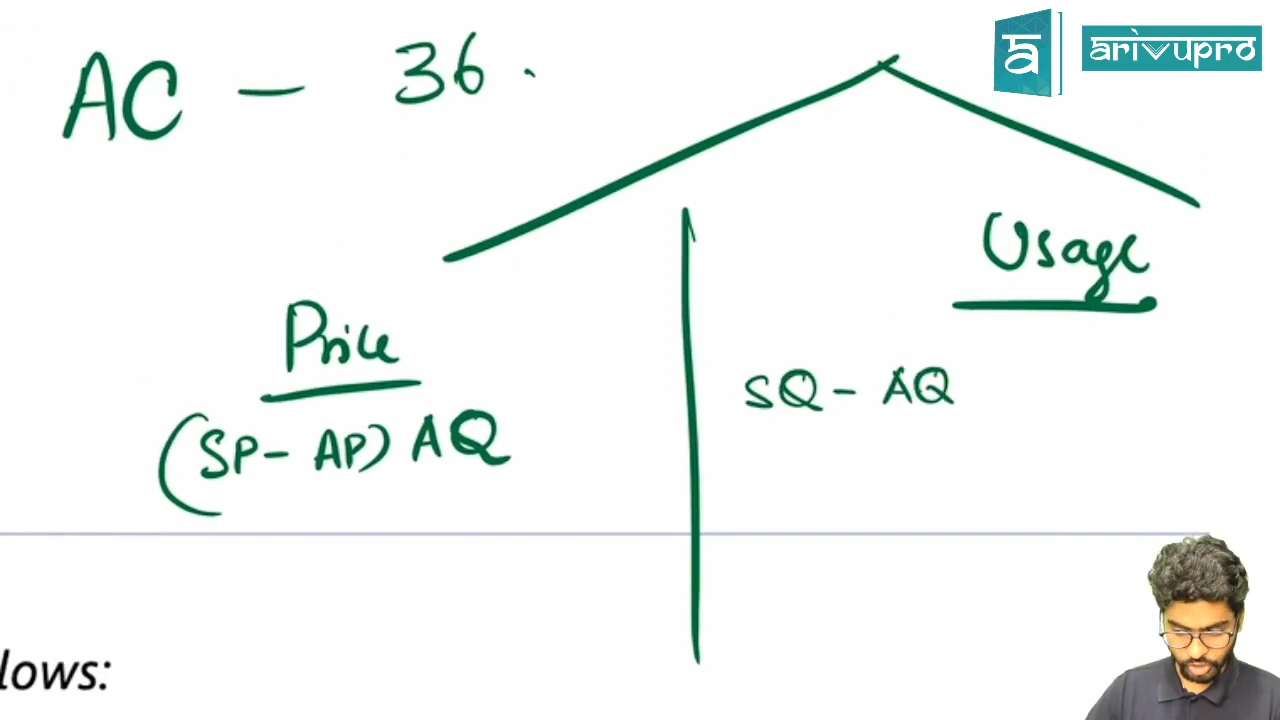 AC - 36.
ā arivupro
Usage
Price
SQ - AQ
(SP - AP) AQ
lows: